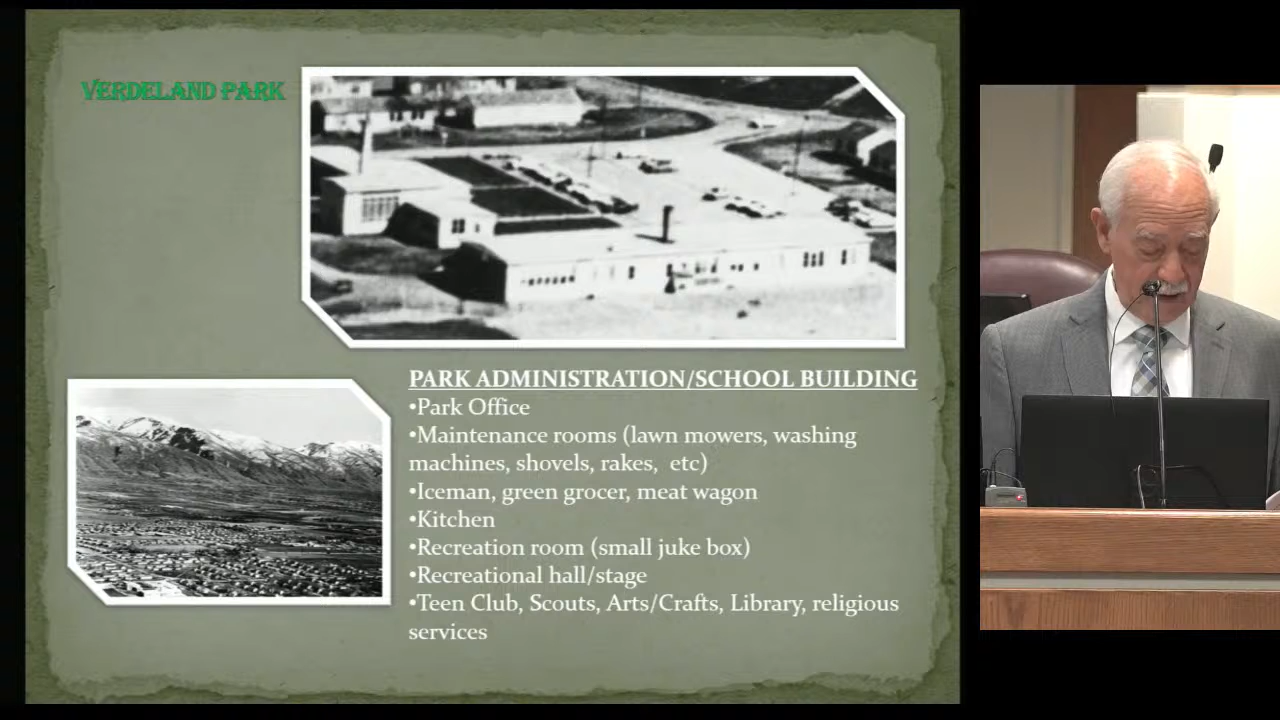 VERDELAND PARK
PARK ADMINISTRATION/SCHOOL BUILDING
•Park Office
•Maintenance rooms (lawn mowers, washing
machines, shovels, rakes, etc)
•Iceman, green grocer, meat wagon
•Kitchen
•Recreation room (small juke box)
•Recreational hall/stage
•Teen Club, Scouts, Arts/Crafts, Library, religious
services